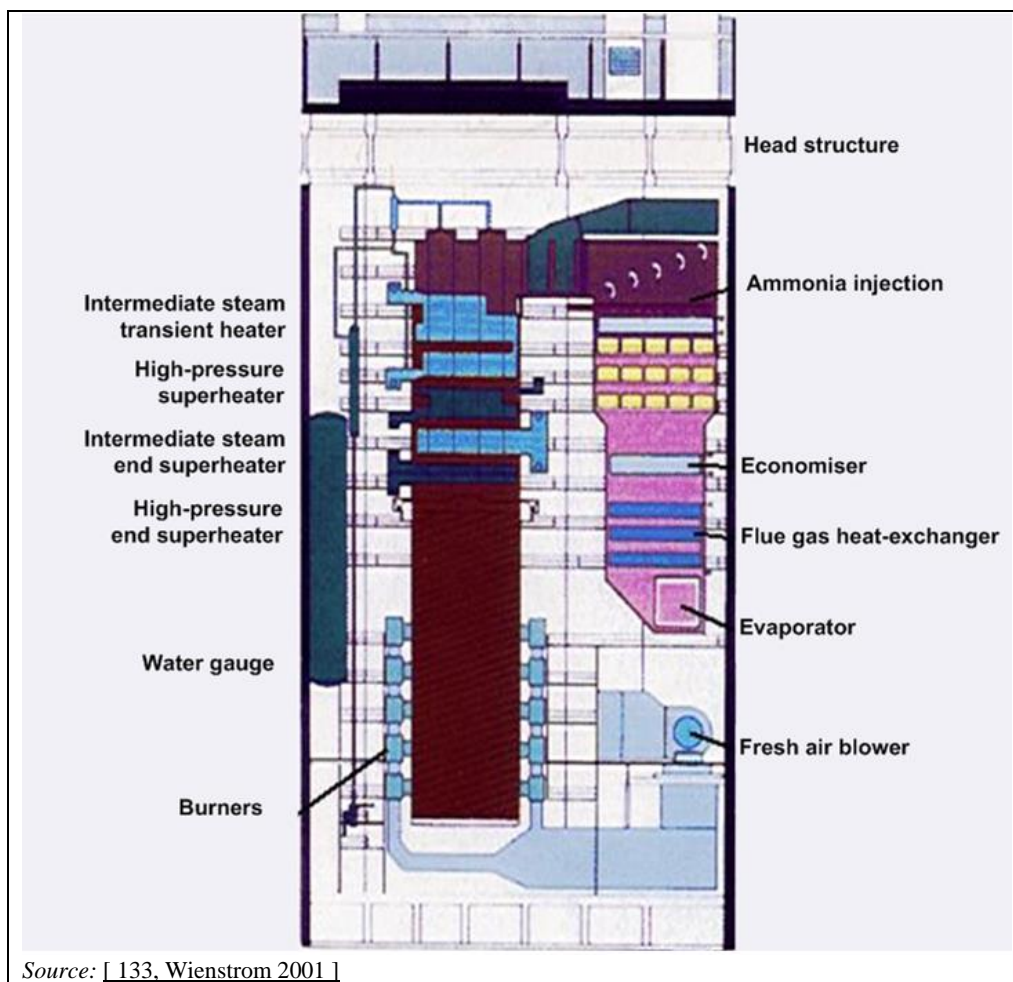 Head structure
Ammonia injection
Intermediate steam
transient heater
High-pressure
superheater
Intermediate steam
end superheater
High-pressure
end superheater
Economiser
Flue gas heat-exchanger
Evaporator
Water gauge
Fresh air blower
Burners
Source: [ 133, Wienstrom 2001 ]